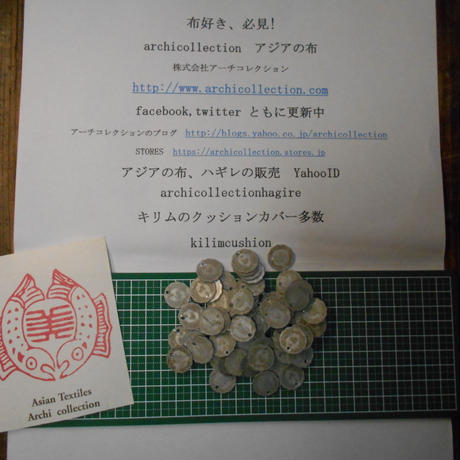 布好き、必見!
archicollection アジアの布
株式会社アーチコレクション
http://www.archicollection.com
facebook,twitter ともに更新中
アーチコレクションのブログ http://blogs.yahoo.co.jp/archicollection
STORES https://archicollection.stores.jp
アジアの布、ハギレの販売 YahooID
archicollectionhagire
キリムのクッションカバー多数
kilimcushion
Asian Textiles
Archi collection